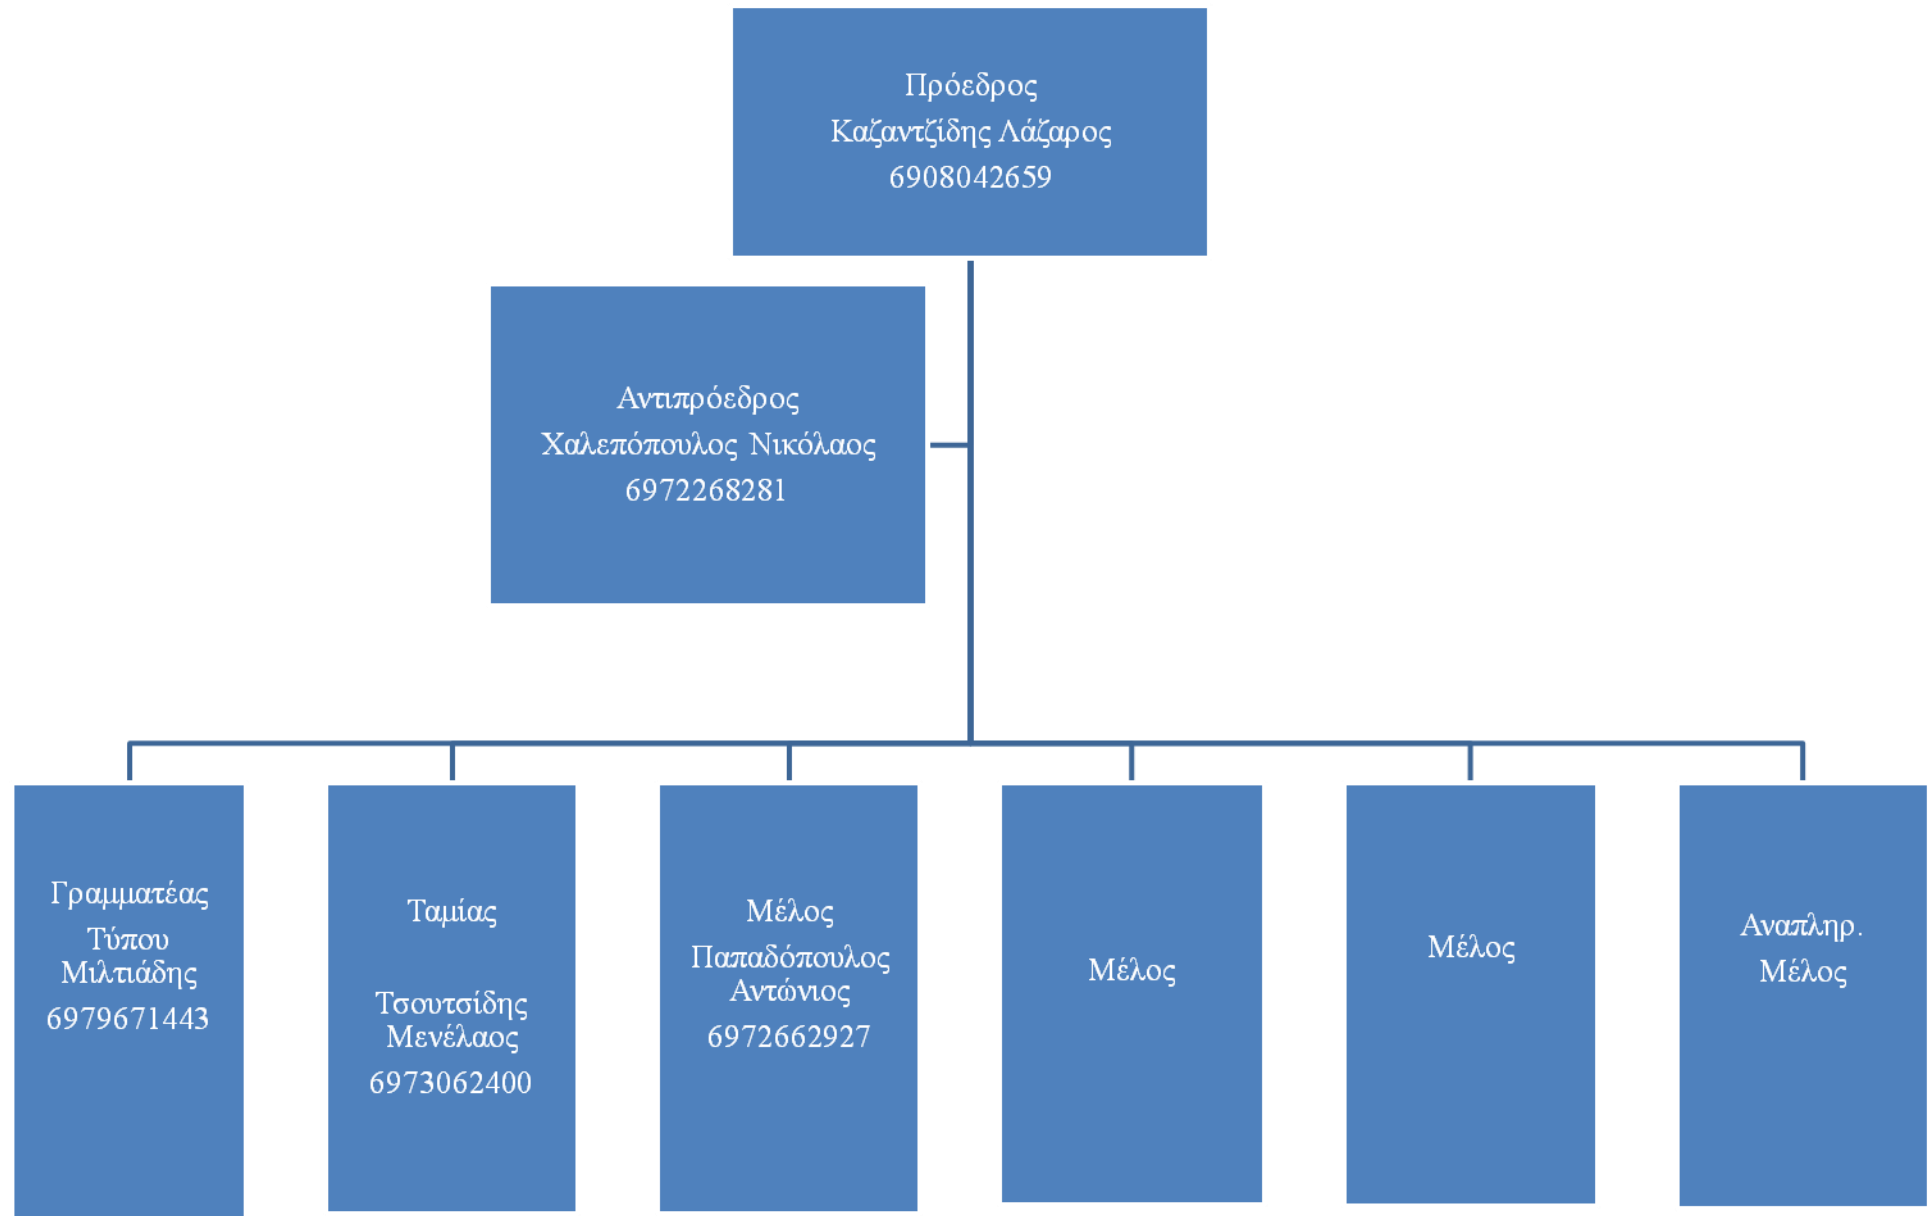 Πρόεδρος
Καζαντζίδης Λάζαρος
6908042659
Αντιπρόεδρος
Χαλεπόπουλος Νικόλαος
6972268281
Γραμματέας
Τύπου
Μιλτιάδης
6979671443
Ταμίας
Τσουτσίδης
Μενέλαος
6973062400
Μέλος
Παπαδόπουλος
Αντώνιος
6972662927
Μέλος
Μέλος
Αναπληρ.
Μέλος